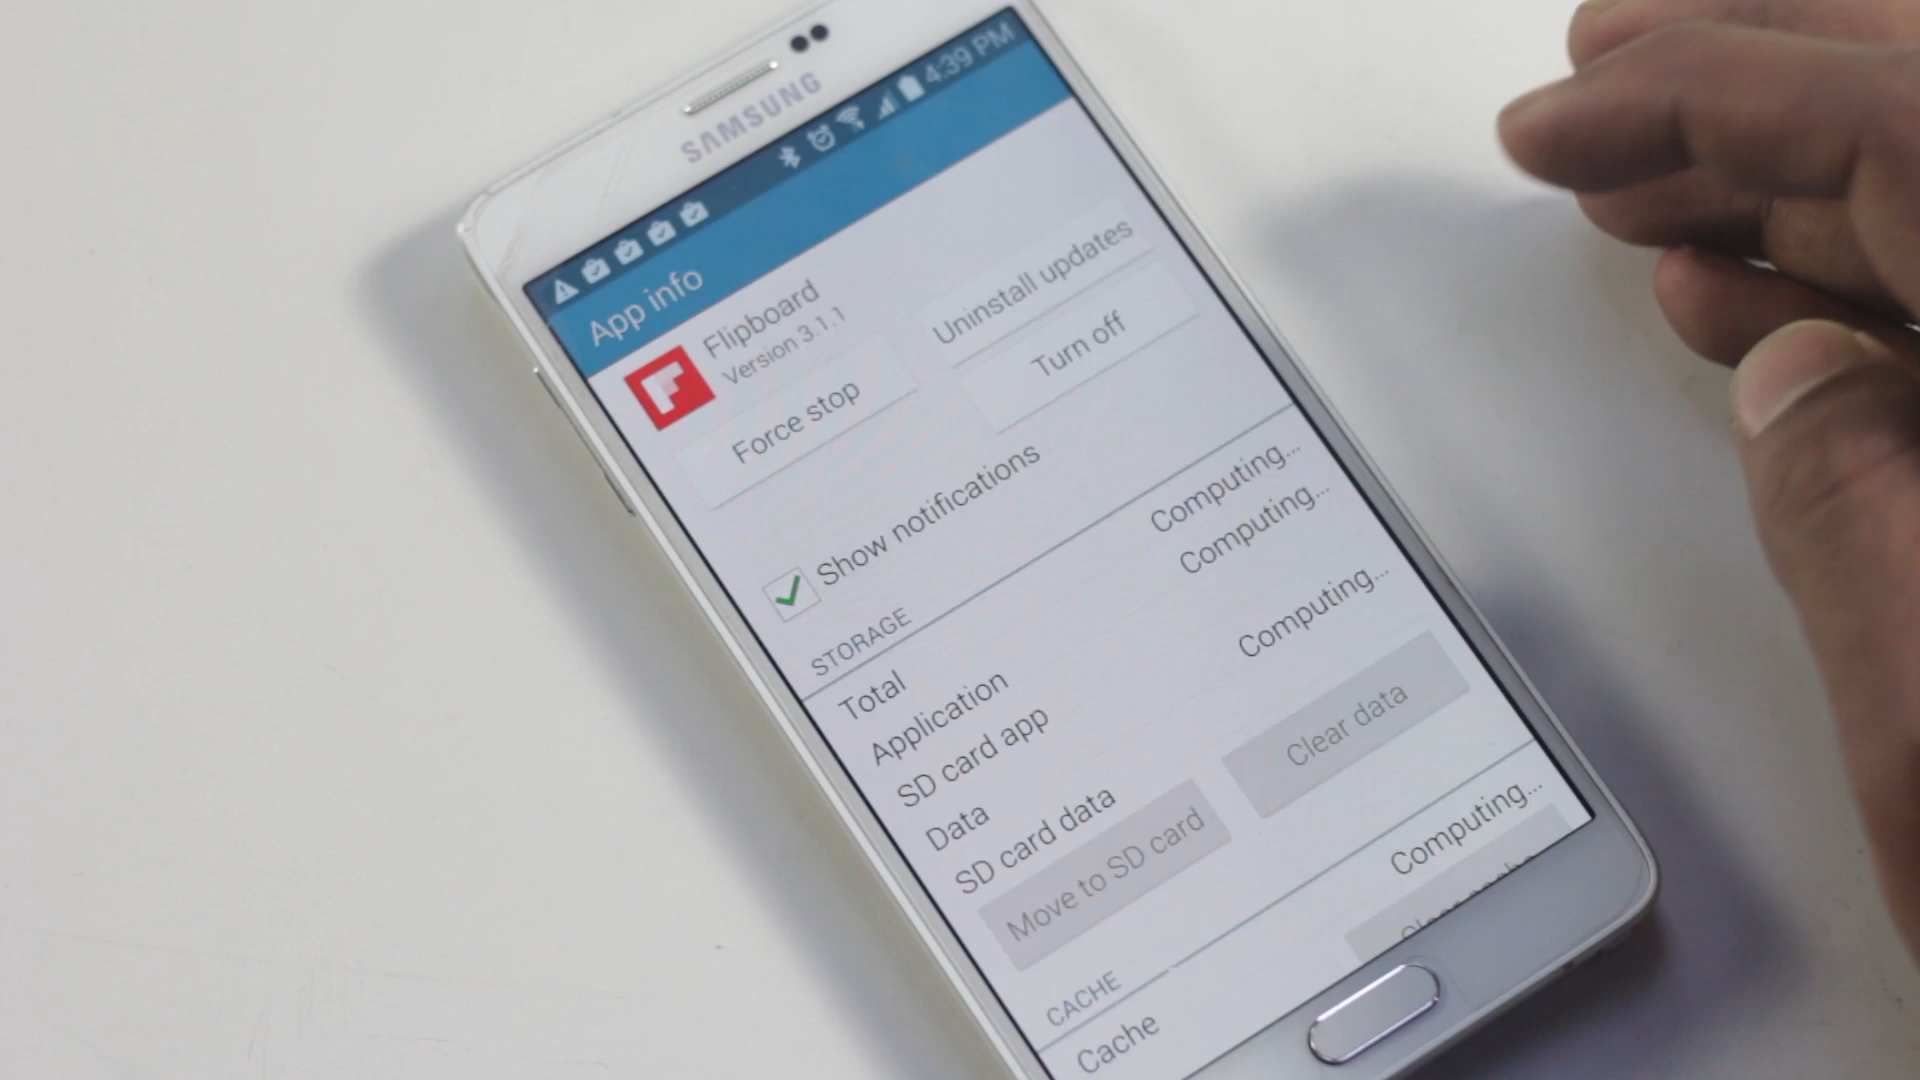 SAMSUNG
4:39 PM
App info
Flipboard
Version 3.1.1
Uninstall updates
Force stop
Turn off
Show notifications
STORAGE
Total
Computing...
Application
Computing...
SD card app
Data
Computing...
SD card data
Move to SD card
Clear data
CACHE
Cache
Computing...